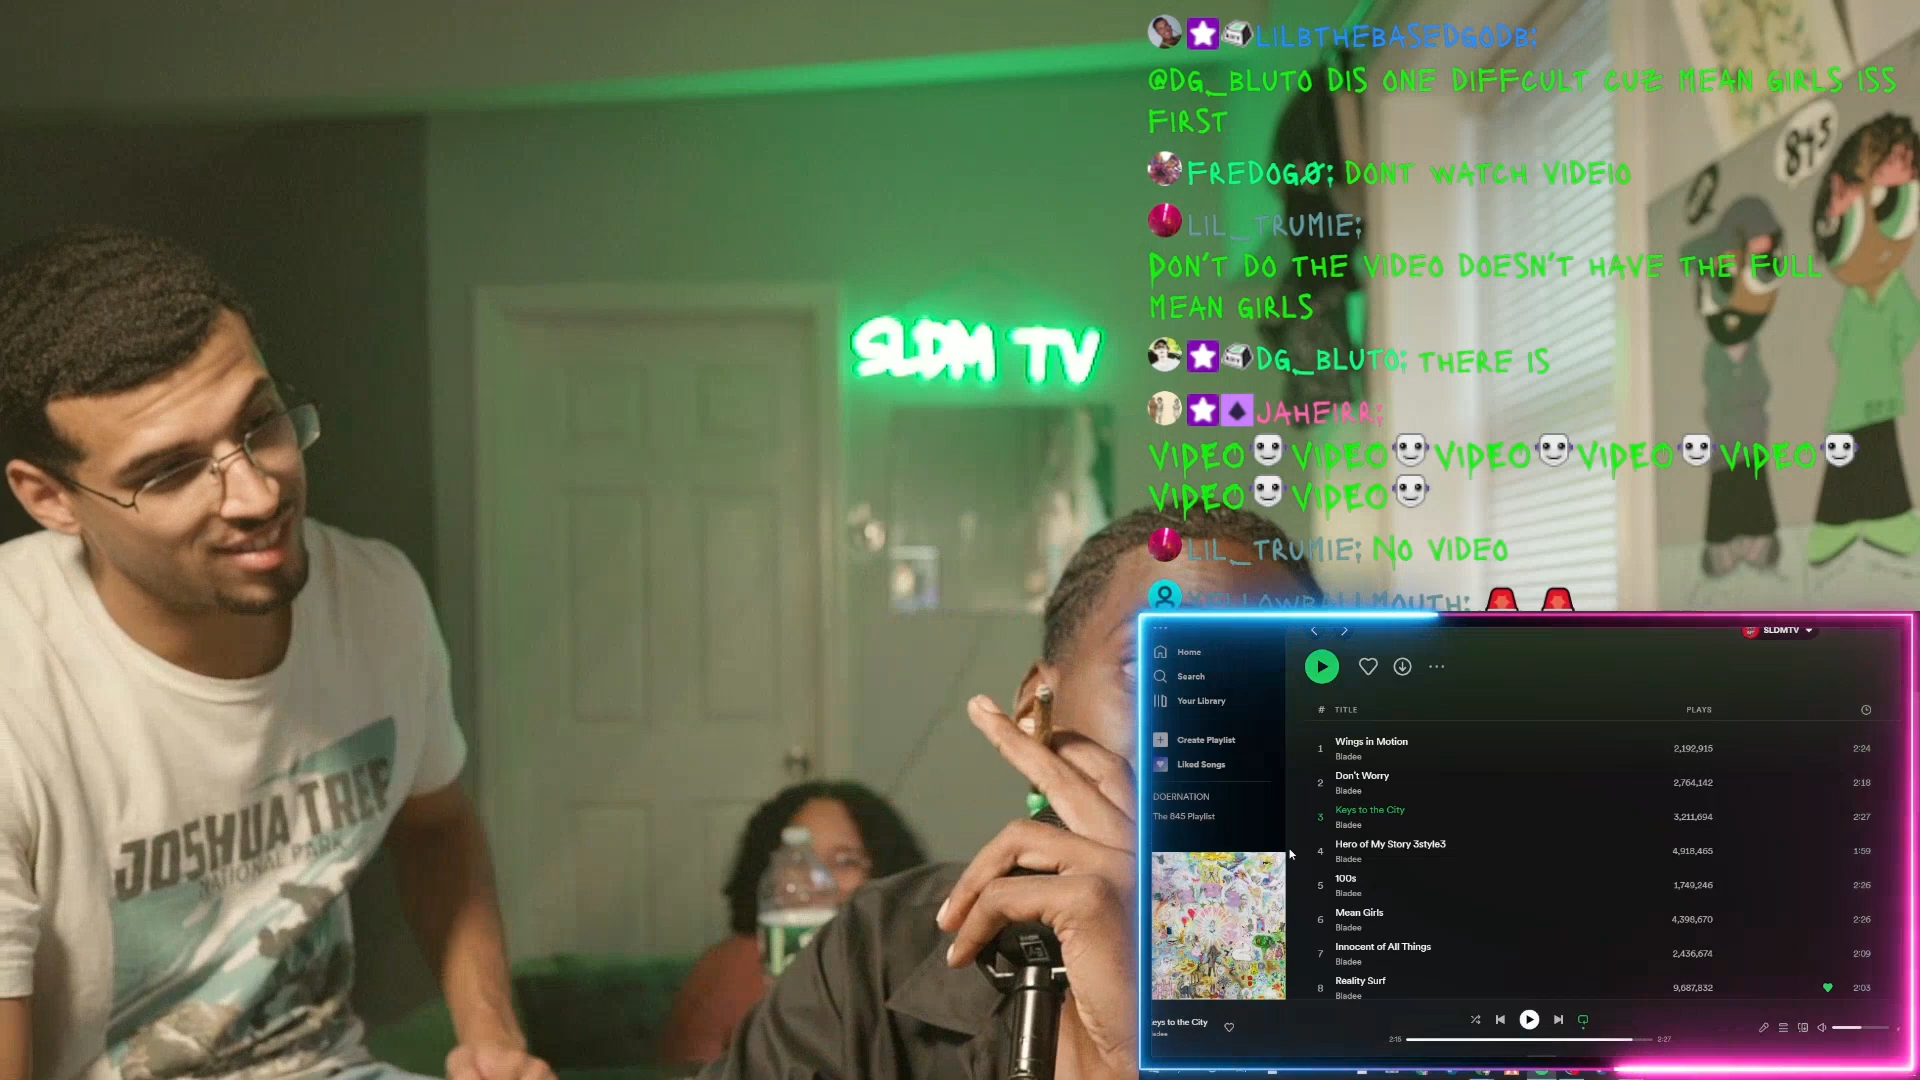 LILBTHEBASEDGODB:
@DG_BLUTO DIS ONE DIFFCULT CUZ MEAN GIRLS ISS
FIRST
FREDOG0: DONT WATCH VIDEIO
LIL_TRUMIE:
DON'T DO THE VIDEO DOESN'T HAVE THE FULL
MEAN GIRLS
DG_BLUTO: THERE IS
JAHEIRR:
VIDEO VIDEO VIDEO VIDEO VIDEO
VIDEO VIDEO
LIL_TRUMIE: NO VIDEO
YELLOWBALLMOUTH:
845
SLDM TV
JOSHUA TREE
NATIONAL PARK
SLDMTV
Home
Search
Your Library
Create Playlist
Liked Songs
DOERNATION
The 845 Playlist
# TITLE PLAYS
1 Wings in Motion 2,192,915 2:24
Bladee
2 Don't Worry 2,764,142 2:18
Bladee
3 Keys to the City 3,211,694 2:27
Bladee
4 Hero of My Story 3style3 4,918,465 1:59
Bladee
5 100s 1,749,246 2:26
Bladee
6 Mean Girls 4,398,670 2:26
Bladee
7 Innocent of All Things 2,436,674 2:09
Bladee
8 Reality Surf 9,687,832 2:03
Bladee
eys to the City
adee
2:15 2:27